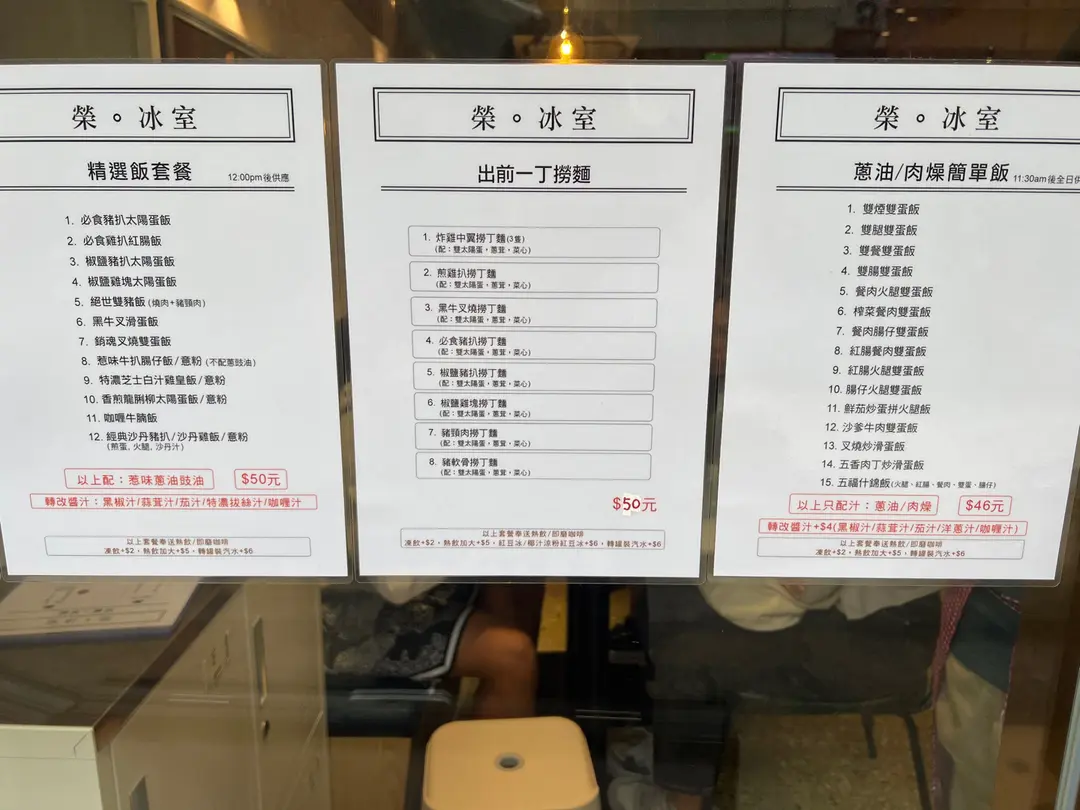 榮。冰室
精選飯套餐 12:00pm後供應
1. 必食豬扒太陽蛋飯
2. 必食雞扒紅腸飯
3. 椒鹽豬扒太陽蛋飯
4. 椒鹽雞塊太陽蛋飯
5. 絕世雙豬飯(燒肉+豬頸肉)
6. 黑牛叉滑蛋飯
7. 銷魂叉燒雙蛋飯
8. 惹味牛扒腸仔飯/意粉 (不配蔥豉油)
9. 特濃芝士白汁雞皇飯/意粉
10. 香煎龍脷柳太陽蛋飯/意粉
11. 咖喱牛腩飯
12. 經典沙丹豬扒/沙丹雞飯/意粉
(煎蛋, 火腿, 沙丹汁)
以上配：惹味蔥油豉油 $50元
轉改醬汁：黑椒汁/蒜茸汁/茄汁/特濃拔絲汁/咖喱汁
以上套餐奉送熱飲/即磨咖啡
凍飲+$2，熱飲加大+$5，轉罐裝汽水+$6
榮。冰室
出前一丁撈麵
1. 炸雞中翼撈丁麵(3隻)
(配：雙太陽蛋，蔥茸，菜心)
2. 煎雞扒撈丁麵
(配：雙太陽蛋，蔥茸，菜心)
3. 黑牛叉燒撈丁麵
(配：雙太陽蛋，蔥茸，菜心)
4. 必食豬扒撈丁麵
(配：雙太陽蛋，蔥茸，菜心)
5. 椒鹽豬扒撈丁麵
(配：雙太陽蛋，蔥茸，菜心)
6. 椒鹽雞塊撈丁麵
(配：雙太陽蛋，蔥茸，菜心)
7. 豬頸肉撈丁麵
(配：雙太陽蛋，蔥茸，菜心)
8. 豬軟骨撈丁麵
(配：雙太陽蛋，蔥茸，菜心)
$50元
以上套餐奉送熱飲/即磨咖啡
凍飲+$2，熱飲加大+$5，紅豆冰/椰汁涼粉紅豆冰+$6，轉罐裝汽水+$6
榮。冰室
蔥油/肉燥簡單飯 11:30am後全日供
1. 雙煙雙蛋飯
2. 雙腿雙蛋飯
3. 雙餐雙蛋飯
4. 雙腸雙蛋飯
5. 餐肉火腿雙蛋飯
6. 榨菜餐肉雙蛋飯
7. 餐肉腸仔雙蛋飯
8. 紅腸餐肉雙蛋飯
9. 紅腸火腿雙蛋飯
10. 腸仔火腿雙蛋飯
11. 鮮茄炒蛋拼火腿飯
12. 沙爹牛肉雙蛋飯
13. 叉燒炒滑蛋飯
14. 五香肉丁炒滑蛋飯
15. 五福什錦飯(火腿、紅腸、餐肉、雙蛋、腸仔)
以上只配汁：蔥油/肉燥 $46元
轉改醬汁+$4(黑椒汁/蒜茸汁/茄汁/洋蔥汁/咖喱汁)
以上套餐奉送熱飲/即磨咖啡
凍飲+$2，熱飲加大+$5，轉罐裝汽水+$6